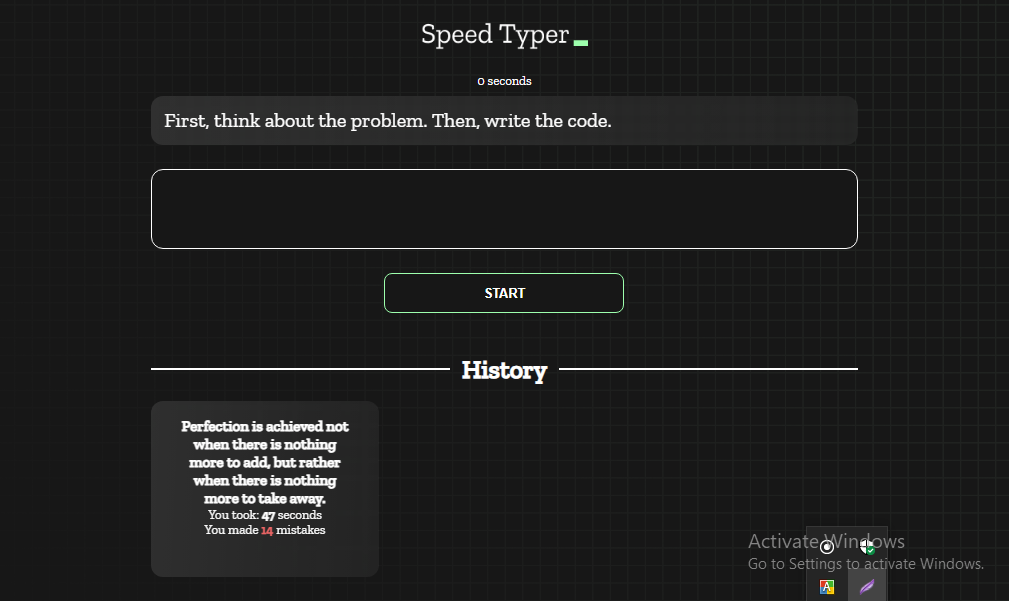 Speed Typer
0 seconds
First, think about the problem. Then, write the code.
START
History
Perfection is achieved not
when there is nothing
more to add, but rather
when there is nothing
more to take away.
You took: 47 seconds
You made 14 mistakes
Activate Windows
Go to Settings to activate Windows.
A